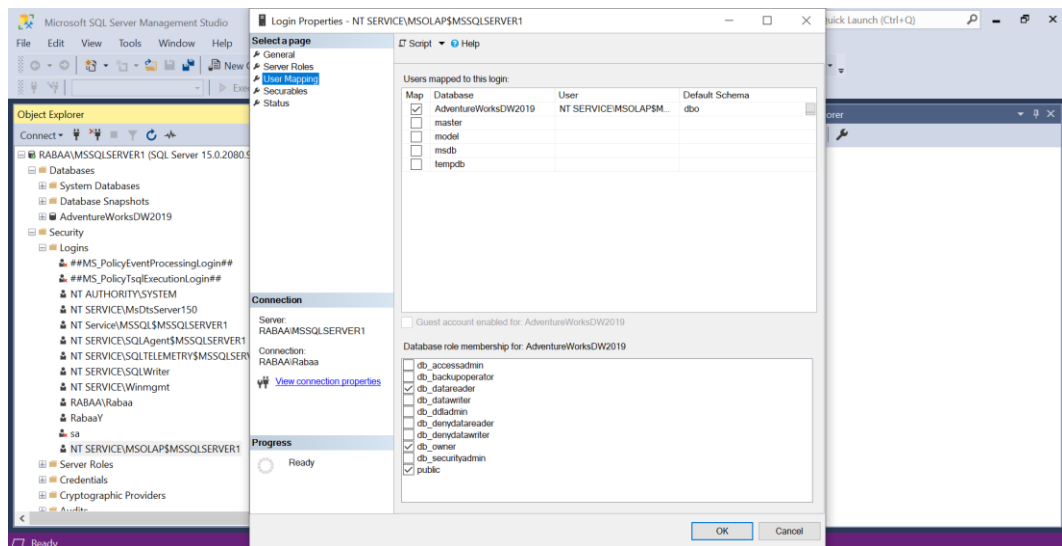 Microsoft SQL Server Management Studio
Quick Launch (Ctrl+Q)
File Edit View Tools Window Help
New
Exe
Object Explorer
Connect
RABAA\MSSQLSERVER1 (SQL Server 15.0.2080.9
Databases
System Databases
Database Snapshots
AdventureWorksDW2019
Security
Logins
##MS_PolicyEventProcessingLogin##
##MS_PolicyTsqlExecutionLogin##
NT AUTHORITY\SYSTEM
NT SERVICE\MsDtsServer150
NT Service\MSSQL$MSSQLSERVER1
NT SERVICE\SQLAgent$MSSQLSERVER1
NT SERVICE\SQLTELEMETRY$MSSQLSERV
NT SERVICE\SQLWriter
NT SERVICE\Winmgmt
RABAA\Rabaa
RabaaY
sa
NT SERVICE\MSOLAP$MSSQLSERVER1
Server Roles
Credentials
Cryptographic Providers
Audits
Ready
Login Properties - NT SERVICE\MSOLAP$MSSQLSERVER1
Select a page
General
Server Roles
User Mapping
Securables
Status
Connection
Server:
RABAA\MSSQLSERVER1
Connection:
RABAA\Rabaa
View connection properties
Progress
Ready
Script Help
Users mapped to this login:
Map Database User Default Schema
AdventureWorksDW2019 NT SERVICE\MSOLAP$M... dbo ...
master
model
msdb
tempdb
Guest account enabled for: AdventureWorksDW2019
Database role membership for: AdventureWorksDW2019
db_accessadmin
db_backupoperator
db_datareader
db_datawriter
db_ddladmin
db_denydatareader
db_denydatawriter
db_owner
db_securityadmin
public
OK Cancel
orer